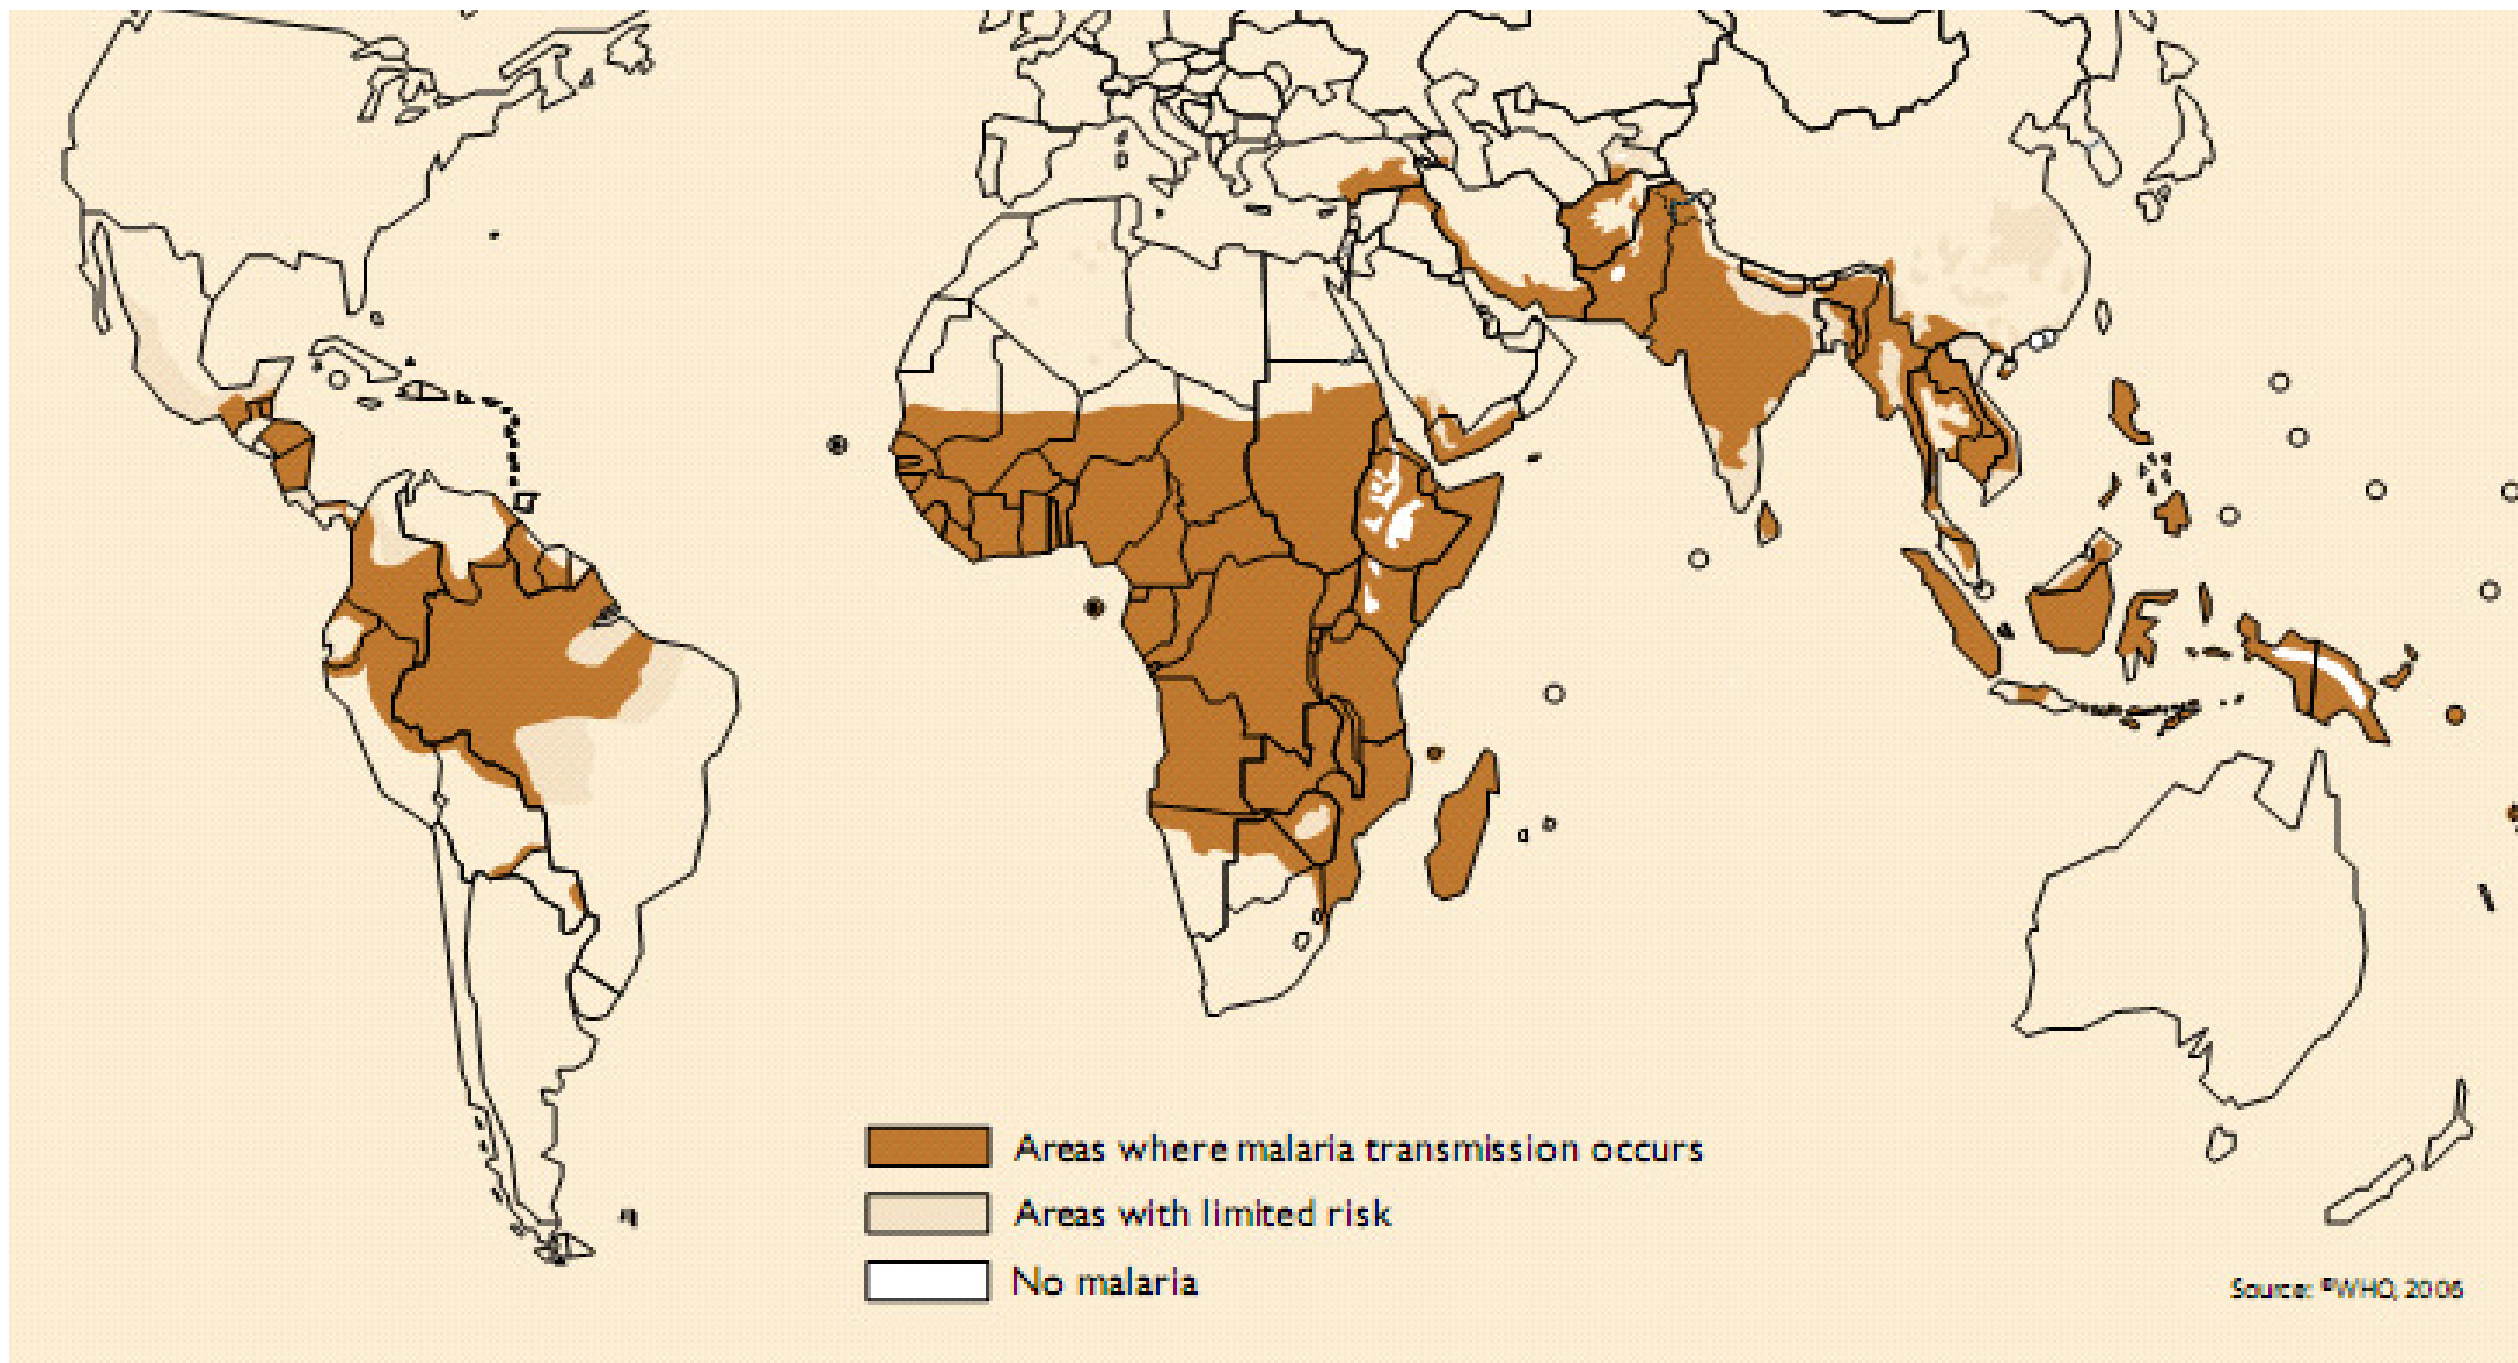 Areas where malaria transmission occurs
Areas with limited risk
No malaria
Source: ©WHO, 2006